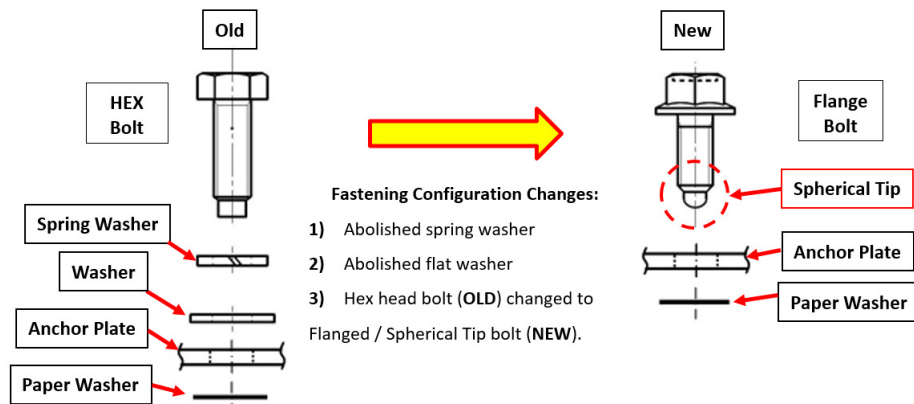 Old
New
HEX
Bolt
Flange
Bolt
Spherical Tip
Fastening Configuration Changes:
1) Abolished spring washer
2) Abolished flat washer
3) Hex head bolt (OLD) changed to
Flanged / Spherical Tip bolt (NEW).
Spring Washer
Washer
Anchor Plate
Paper Washer
Anchor Plate
Paper Washer